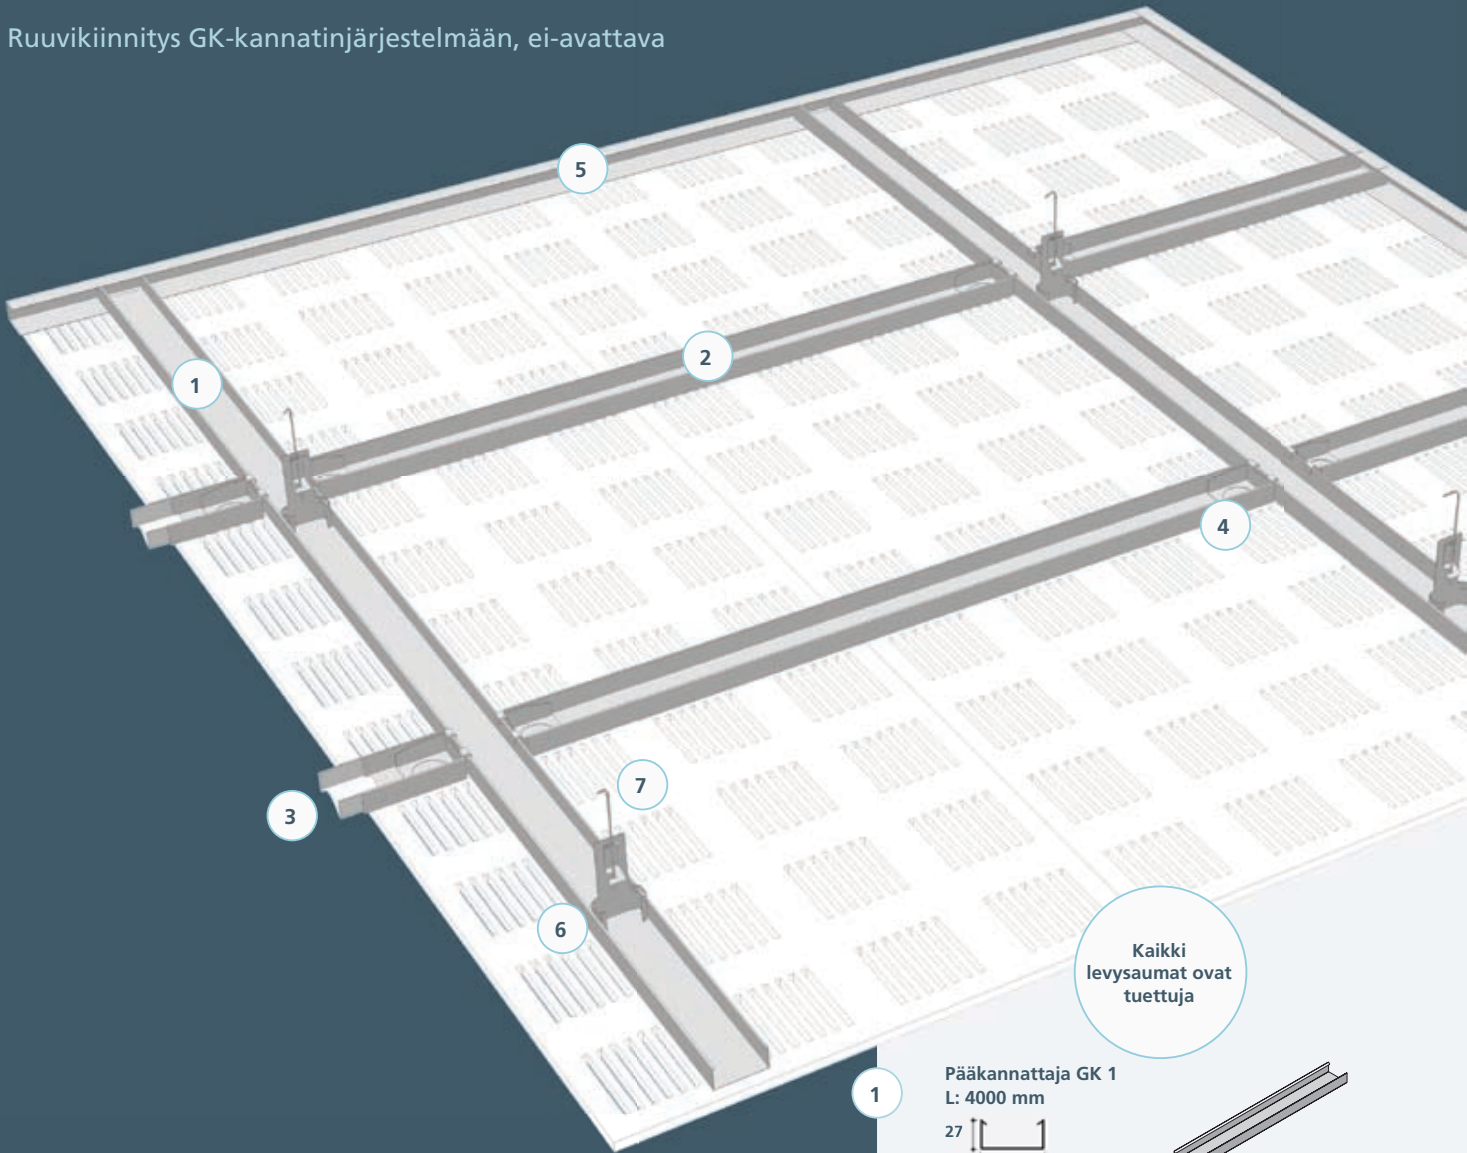 Ruuvikiinnitys GK-kannatinjärjestelmään, ei-avattava
5
2
1
4
7
3
6
Kaikki
levysaumat ovat
tuettuja
1
Pääkannattaja GK 1
L: 4000 mm
27